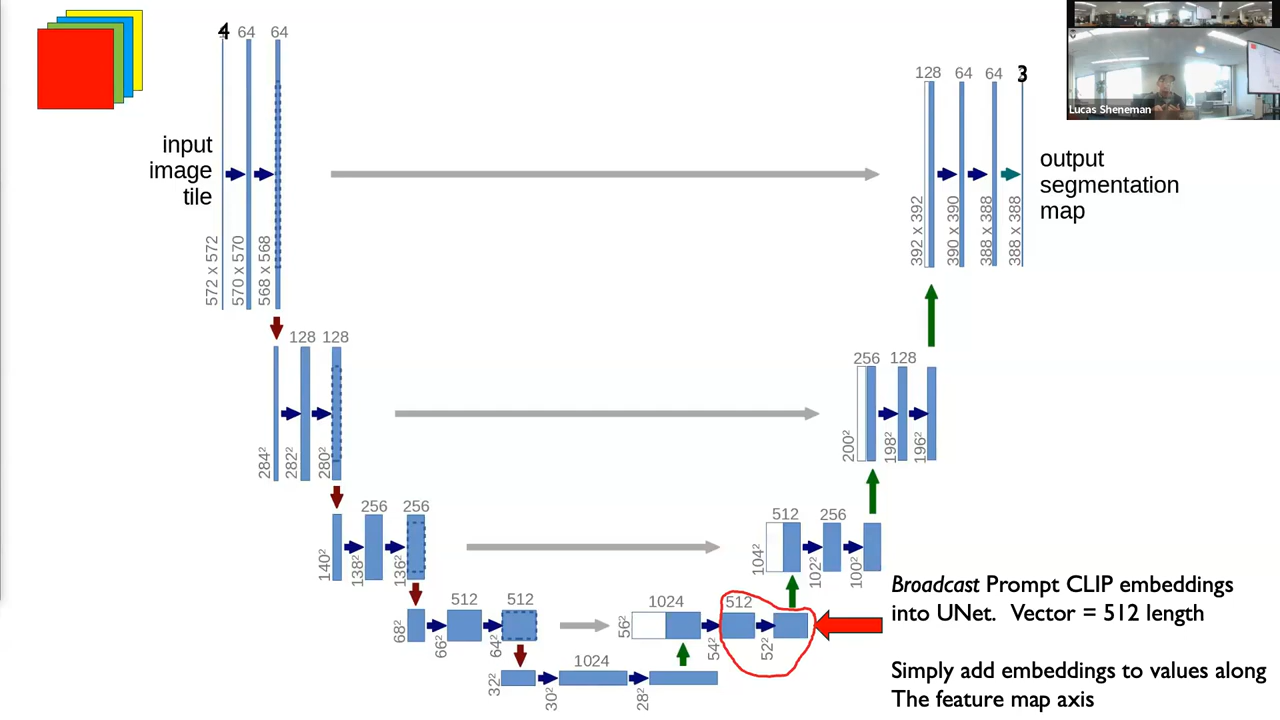 4 64 64
input
image
tile
572 x 572
570 x 570
568 x 568
128 64 64 3
392 x 392
390 x 390
388 x 388
388 x 388
output
segmentation
map
Lucas Sheneman
128 128
284²
282²
280²
256 128
200²
198²
196²
256 256
140²
138²
136²
512 256
104²
102²
100²
512 512
68²
66²
64²
1024 512
56²
54²
52²
1024
32²
30²
28²
Broadcast Prompt CLIP embeddings
into UNet. Vector = 512 length
Simply add embeddings to values along
The feature map axis